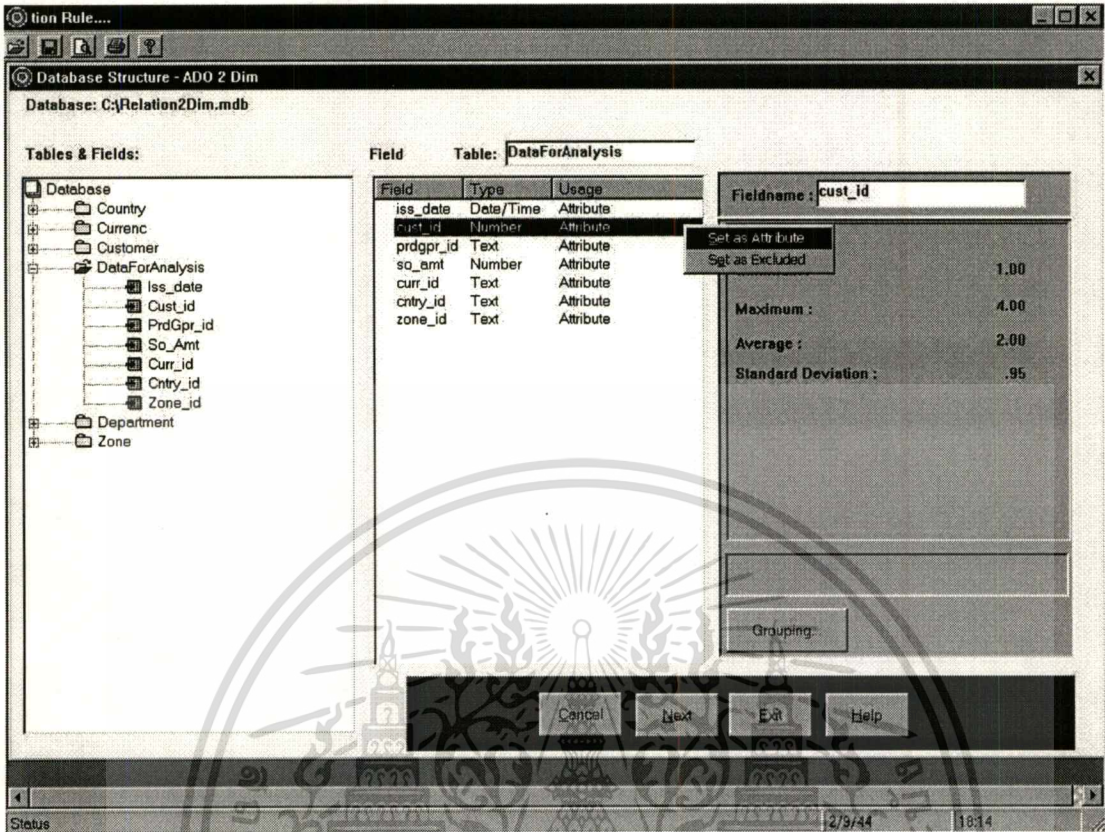 tion Rule....
Database Structure - ADO 2 Dim
Database: C:\Relation2Dim.mdb
Tables & Fields:
Field Table: DataForAnalysis
Database
Country
Currenc
Customer
DataForAnalysis
Iss_date
Cust_id
PrdGpr_id
So_Amt
Curr_id
Cntry_id
Zone_id
Department
Zone
Field Type Usage
iss_date Date/Time Attribute
cust_id Number Attribute
prdgpr_id Text Attribute
so_amt Number Attribute
curr_id Text Attribute
cntry_id Text Attribute
zone_id Text Attribute
Fieldname : cust_id
Set as Attribute
Set as Excluded
1.00
Maximum : 4.00
Average : 2.00
Standard Deviation : .95
Grouping..
Cancel Next Exit Help
Status 2/9/44 18:14